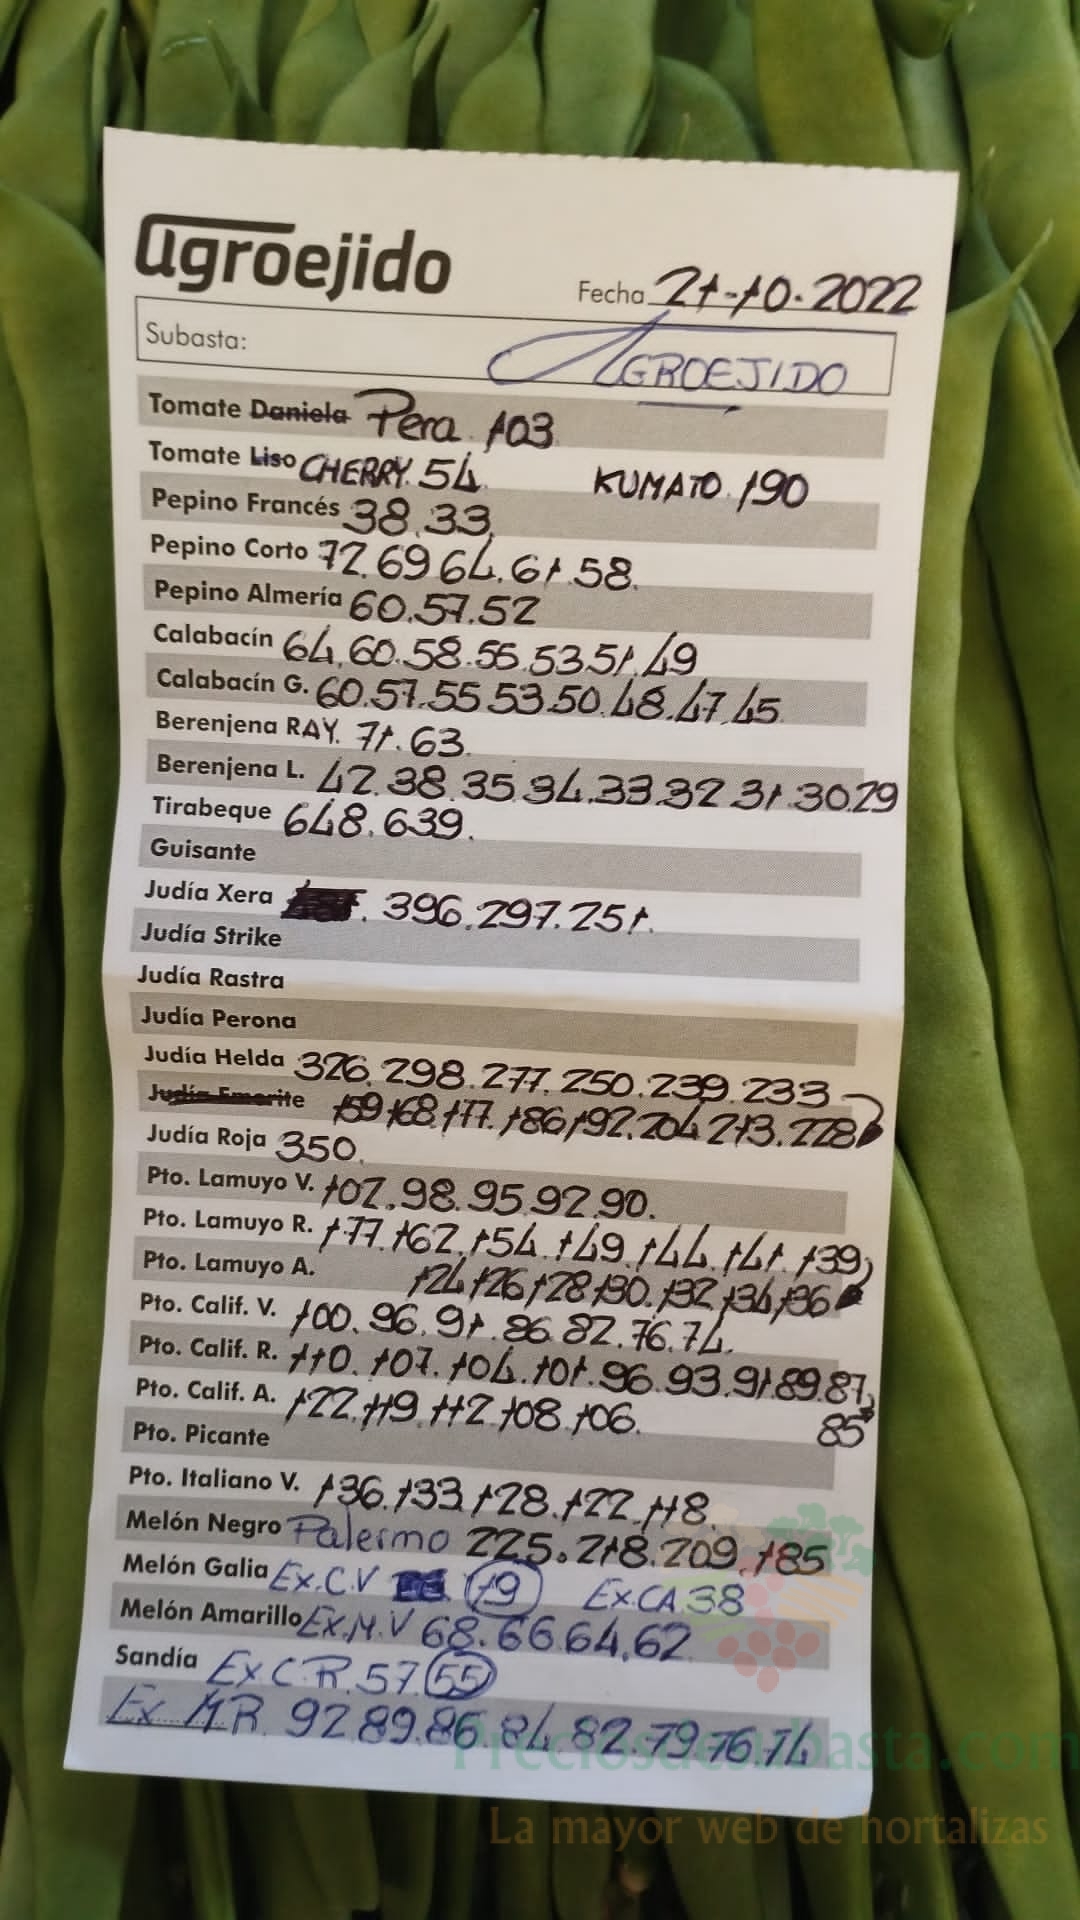 agroejido
Fecha 21-10.2022
Subasta: AGROEJIDO
Tomate Daniela Pera 103
Tomate Liso CHERRY. 54 KUMATO. 190
Pepino Francés 38.33.
Pepino Corto 72.69 64.61.58.
Pepino Almería 60.57.52
Calabacín 64.60.58.55.53.51.49
Calabacín G. 60.57.55 53.50.48.47.45
Berenjena RAY. 71.63.
Berenjena L. 42.38.35.34.33.32 31.30.29
Tirabeque 648.639.
Guisante
Judía Xera 396.297.251.
Judía Strike
Judía Rastra
Judía Perona
Judía Helda 326.298.277.250.239.233
Judía Emerite 159 168.177.186 192.204 213.228
Judía Roja 350.
Pto. Lamuyo V. 102.98.95.92.90.
Pto. Lamuyo R. 177.162.154.149.144.141.139
Pto. Lamuyo A. 124 126 128 130.132 134 136
Pto. Calif. V. 100.96.91.86.82.76.74.
Pto. Calif. R. 110.107.104.101.96.93.91.89.87
Pto. Calif. A. 122.119.112.108.106. 85
Pto. Picante
Pto. Italiano V. 136.133.128.122.118.
Melón Negro Palermo 225.218.209.185
Melón Galia Ex.C.V 19 Ex.CA 38
Melón Amarillo Ex.M.V 68.66 64.62
Sandía Ex C.R.57.55
Ex MR. 92.89.86.84 82.79.76.74
Preciosdesubasta.com
La mayor web de hortalizas